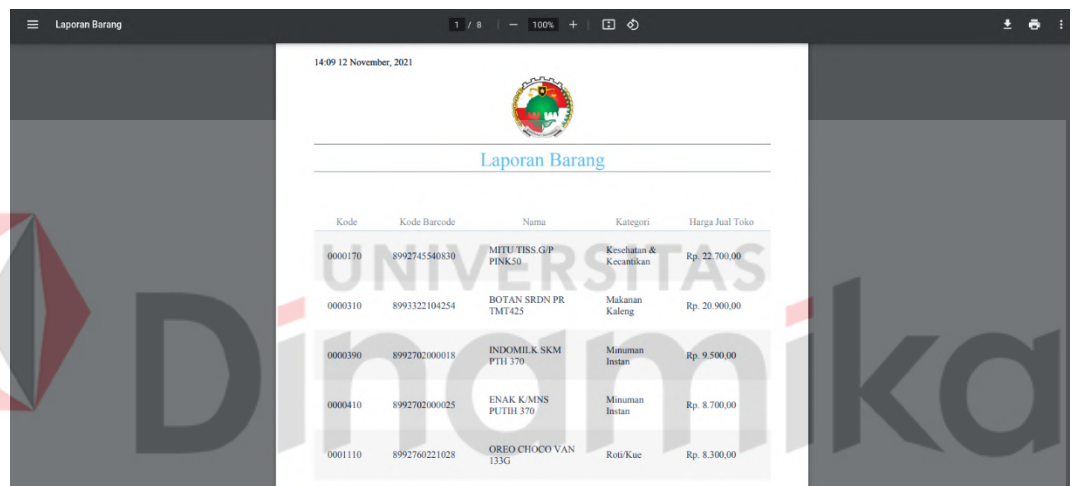 Laporan Barang
1 / 8
100%
14:09 12 November, 2021
Laporan Barang
Kode Kode Barcode Nama Kategori Harga Jual Toko
0000170 8992745540830 MITU TISS.G/P PINK50 Kesehatan & Kecantikan Rp. 22.700,00
0000310 8993322104254 BOTAN SRDN PR TMT425 Makanan Kaleng Rp. 20.900,00
0000390 8992702000018 INDOMILK SKM PTH 370 Minuman Instan Rp. 9.500,00
0000410 8992702000025 ENAK K/MNS PUTIH 370 Minuman Instan Rp. 8.700,00
0001110 8992760221028 OREO CHOCO VAN 133G Roti/Kue Rp. 8.300,00
UNIVERSITAS
Dinamika